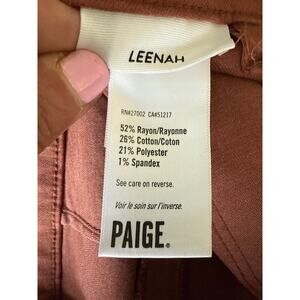 LEENAH
RN#27002 CA#51217
52% Rayon/Rayonne
26% Cotton/Coton
21% Polyester
1% Spandex
See care on reverse.
Voir le soin sur l'inverse.
PAIGE®